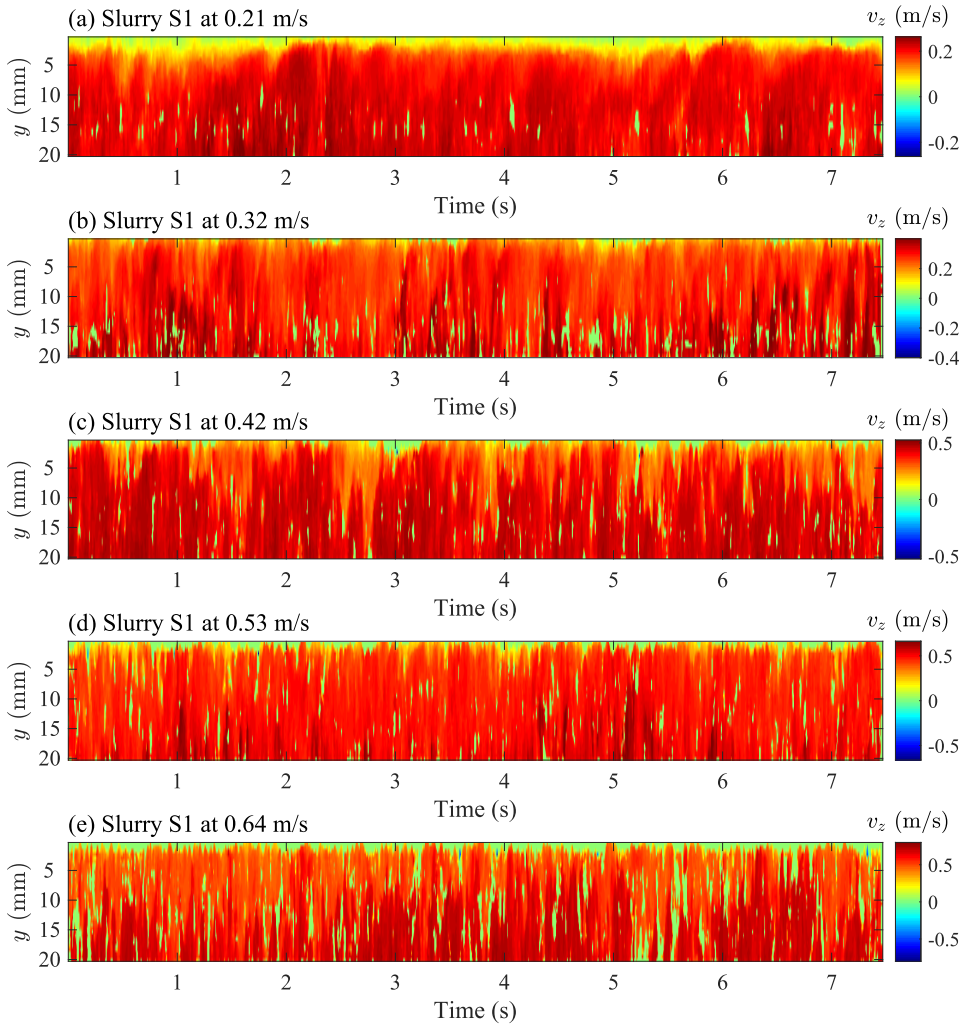 (a) Slurry S1 at 0.21 m/s
v_z (m/s)
y (mm)
5
10
15
20
0.2
0
-0.2
1 2 3 4 5 6 7
Time (s)
(b) Slurry S1 at 0.32 m/s
v_z (m/s)
y (mm)
5
10
15
20
0.2
0
-0.2
-0.4
1 2 3 4 5 6 7
Time (s)
(c) Slurry S1 at 0.42 m/s
v_z (m/s)
y (mm)
5
10
15
20
0.5
0
-0.5
1 2 3 4 5 6 7
Time (s)
(d) Slurry S1 at 0.53 m/s
v_z (m/s)
y (mm)
5
10
15
20
0.5
0
-0.5
1 2 3 4 5 6 7
Time (s)
(e) Slurry S1 at 0.64 m/s
v_z (m/s)
y (mm)
5
10
15
20
0.5
0
-0.5
1 2 3 4 5 6 7
Time (s)